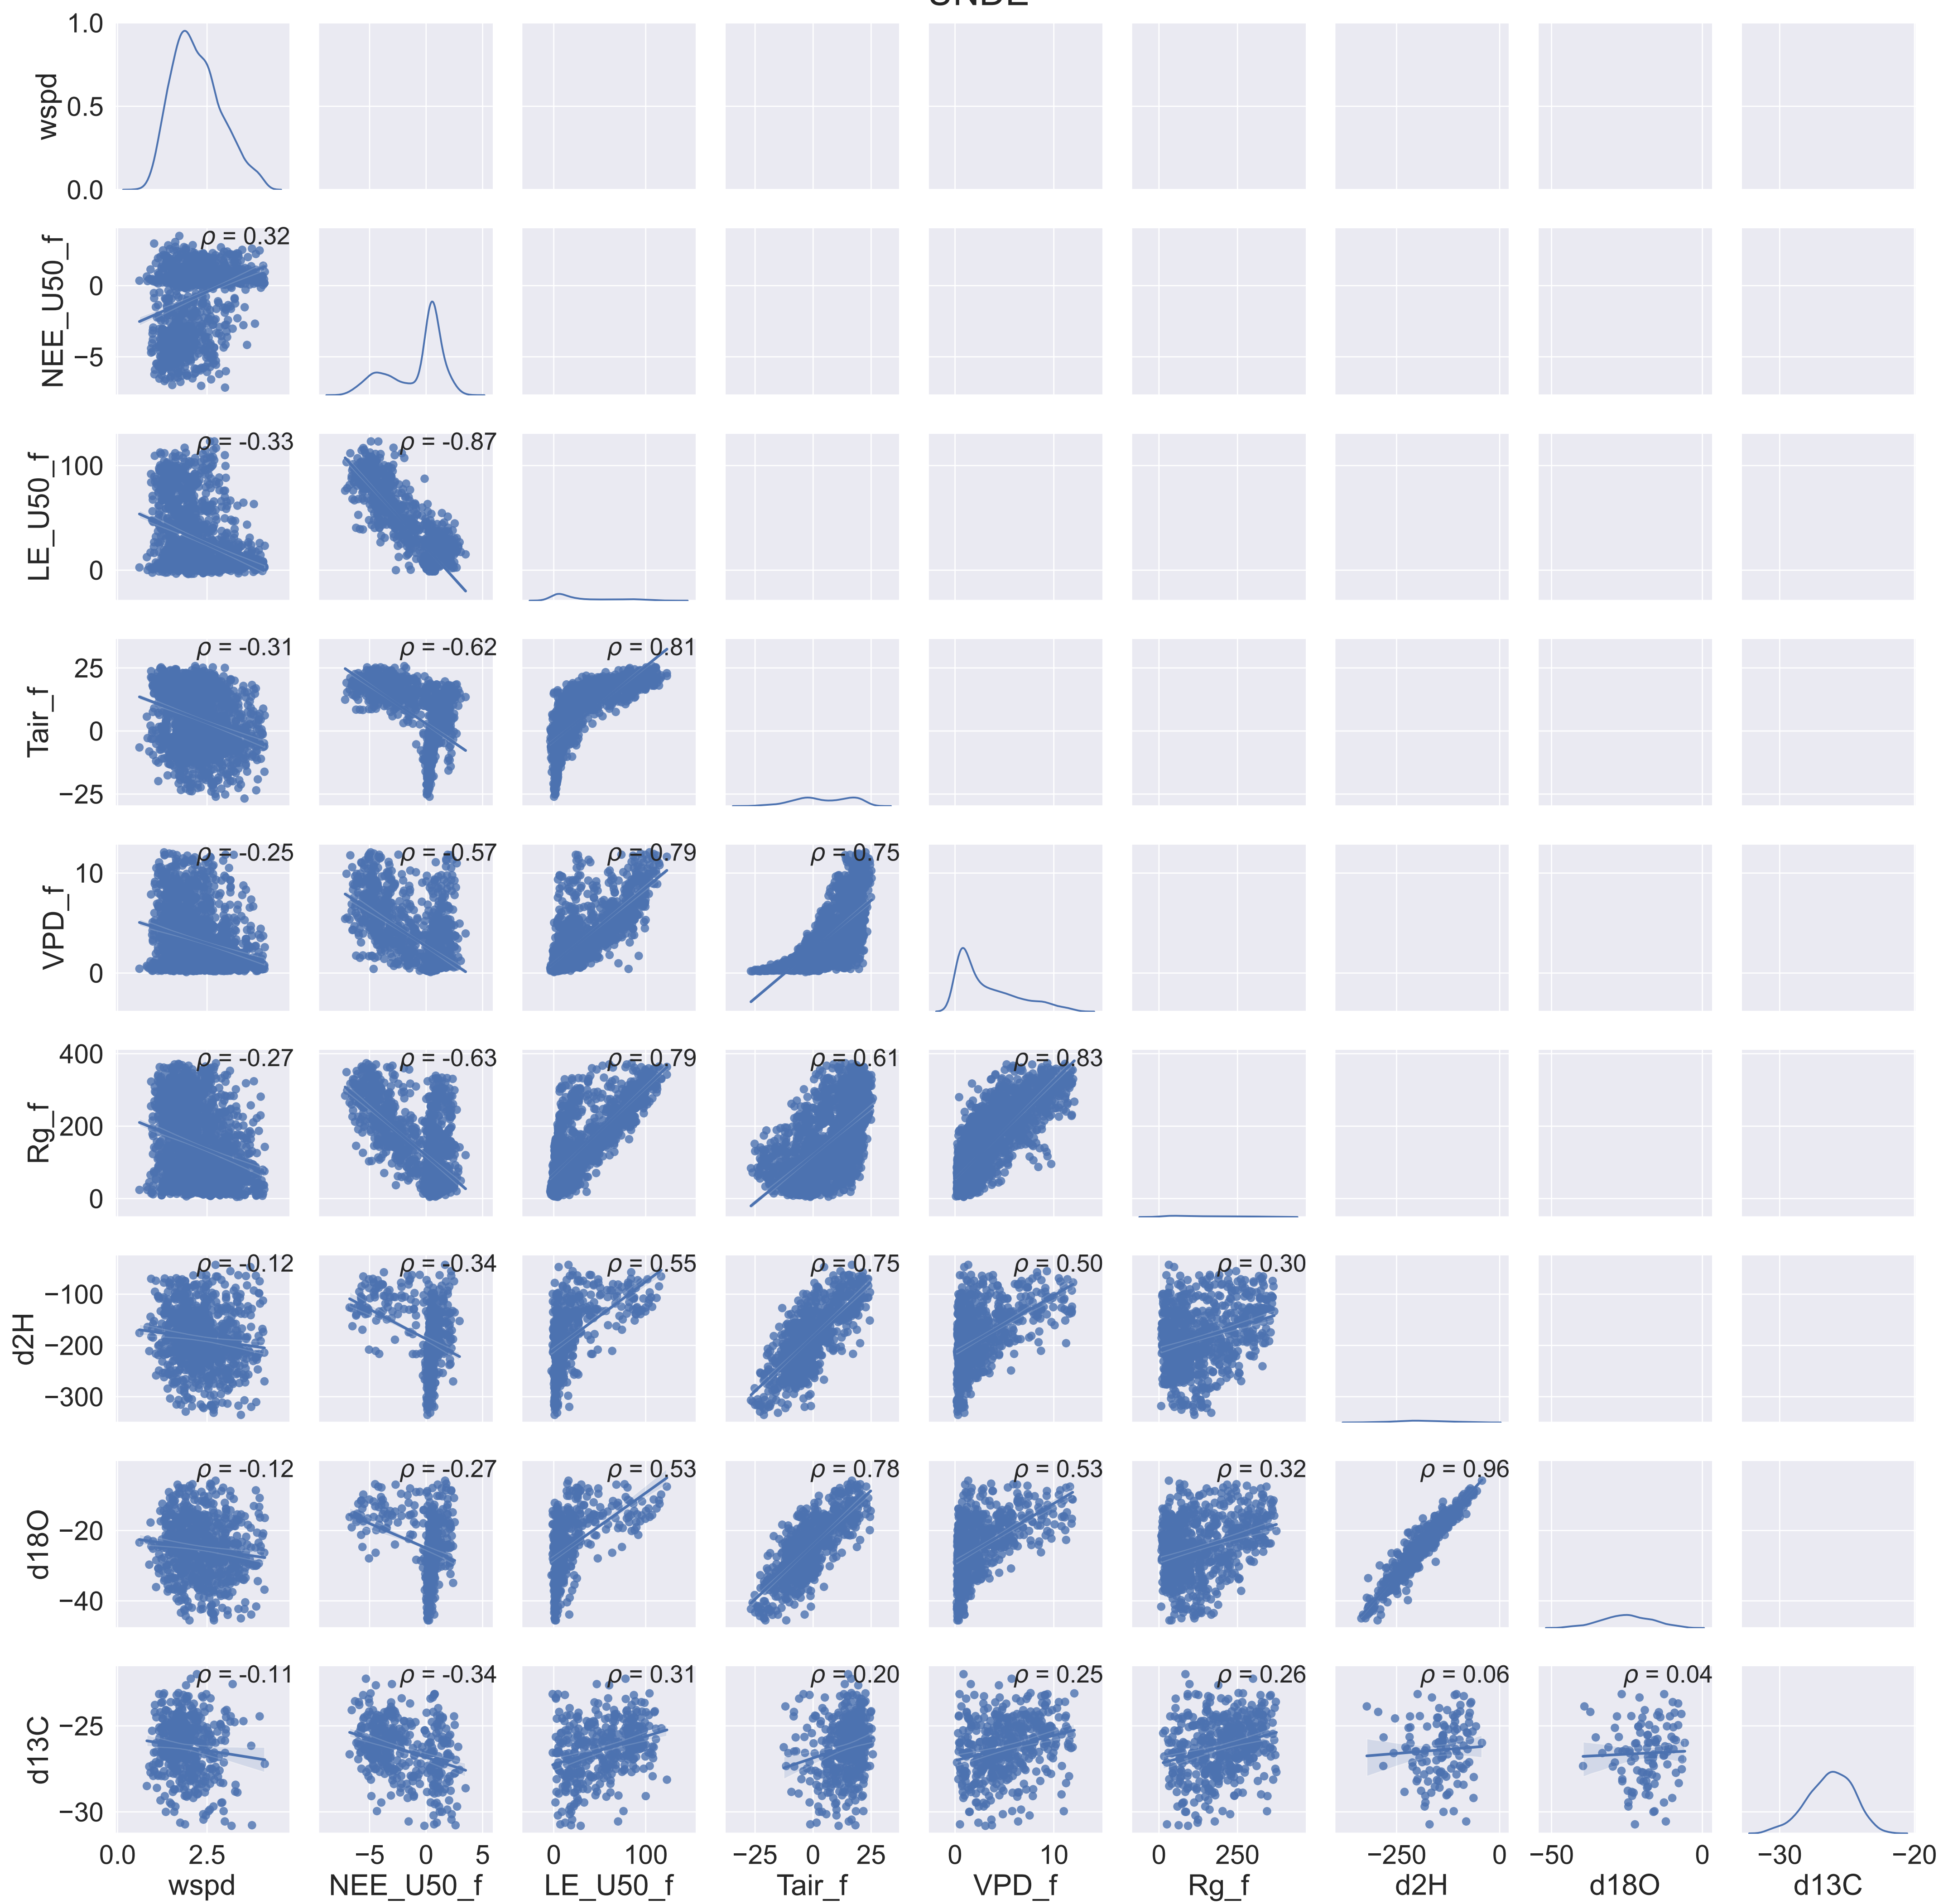 UNDE
1.0
0.5
0.0
wspd
ρ = 0.32
0
−5
NEE_U50_f
ρ = -0.33
ρ = -0.87
100
0
LE_U50_f
ρ = -0.31
ρ = -0.62
ρ = 0.81
25
0
−25
Tair_f
ρ = -0.25
ρ = -0.57
ρ = 0.79
ρ = 0.75
10
0
VPD_f
ρ = -0.27
ρ = -0.63
ρ = 0.79
ρ = 0.61
ρ = 0.83
400
200
0
Rg_f
ρ = -0.12
ρ = -0.34
ρ = 0.55
ρ = 0.75
ρ = 0.50
ρ = 0.30
−100
−200
−300
d2H
ρ = -0.12
ρ = -0.27
ρ = 0.53
ρ = 0.78
ρ = 0.53
ρ = 0.32
ρ = 0.96
−20
−40
d18O
ρ = -0.11
ρ = -0.34
ρ = 0.31
ρ = 0.20
ρ = 0.25
ρ = 0.26
ρ = 0.06
ρ = 0.04
−25
−30
d13C
0.0 2.5 −5 0 5 0 100 −25 0 25 0 10 0 250 −250 0 −50 0 −30 −20
wspd NEE_U50_f LE_U50_f Tair_f VPD_f Rg_f d2H d18O d13C